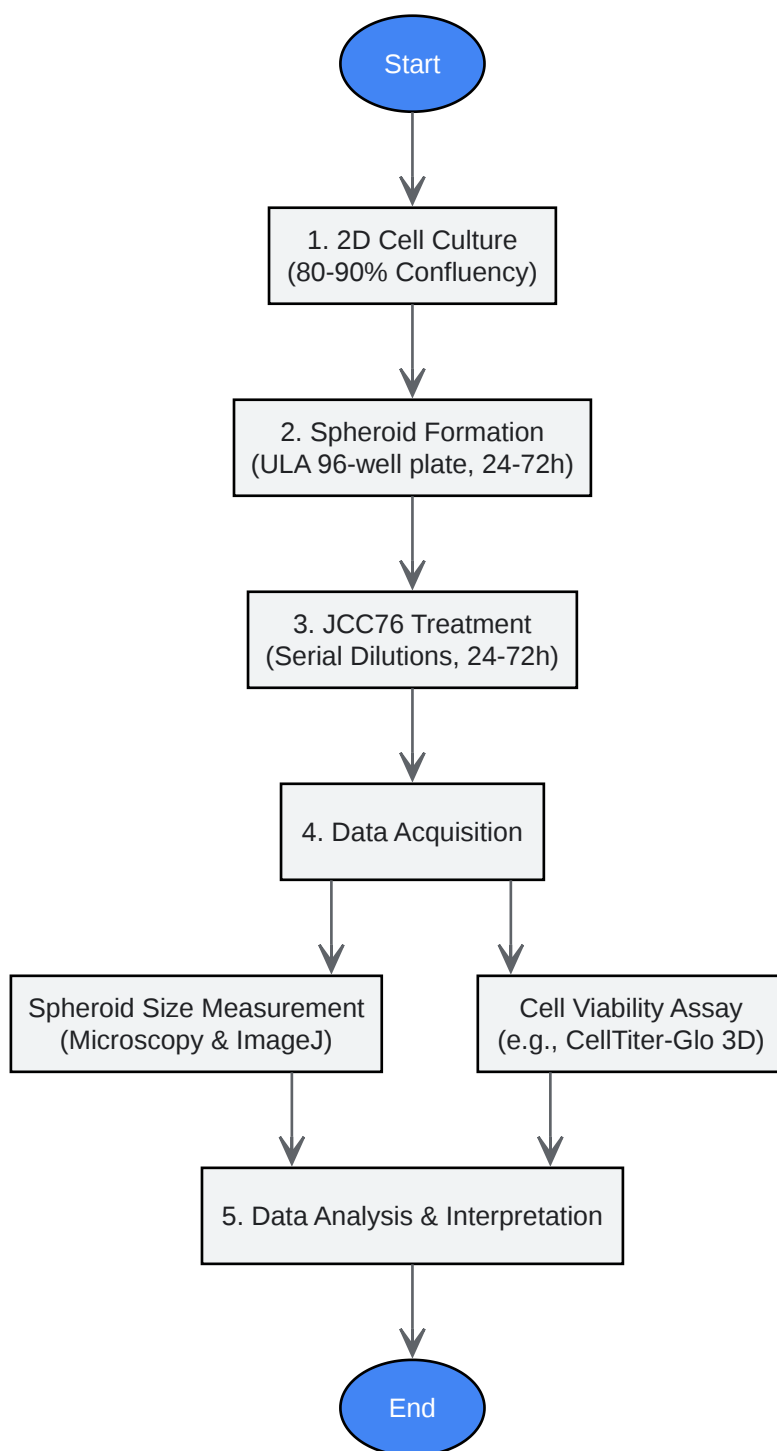 Start
1. 2D Cell Culture
(80-90% Confluency)
2. Spheroid Formation
(ULA 96-well plate, 24-72h)
3. JCC76 Treatment
(Serial Dilutions, 24-72h)
4. Data Acquisition
Spheroid Size Measurement
(Microscopy & ImageJ)
Cell Viability Assay
(e.g., CellTiter-Glo 3D)
5. Data Analysis & Interpretation
End